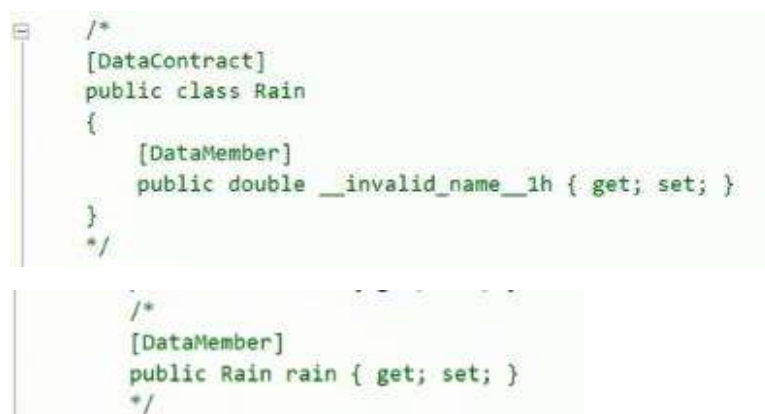 /*
[DataContract]
public class Rain
{
[DataMember]
public double __invalid_name__1h { get; set; }
}
*/
/*
[DataMember]
public Rain rain { get; set; }
*/